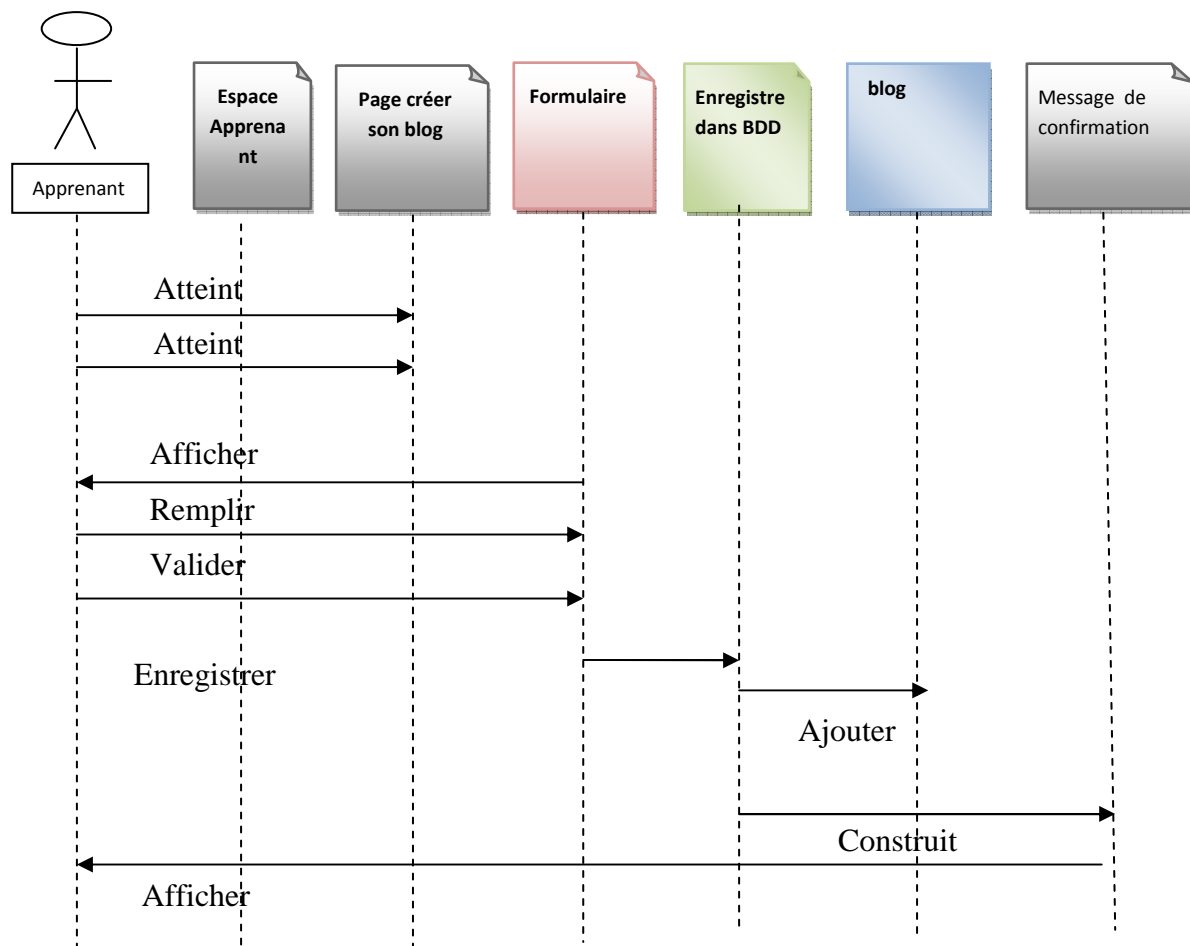 Espace
Apprena
nt
Page créer
son blog
Formulaire
Enregistre
dans BDD
blog
Message de
confirmation
Apprenant
Atteint
Atteint
Afficher
Remplir
Valider
Enregistrer
Ajouter
Construit
Afficher